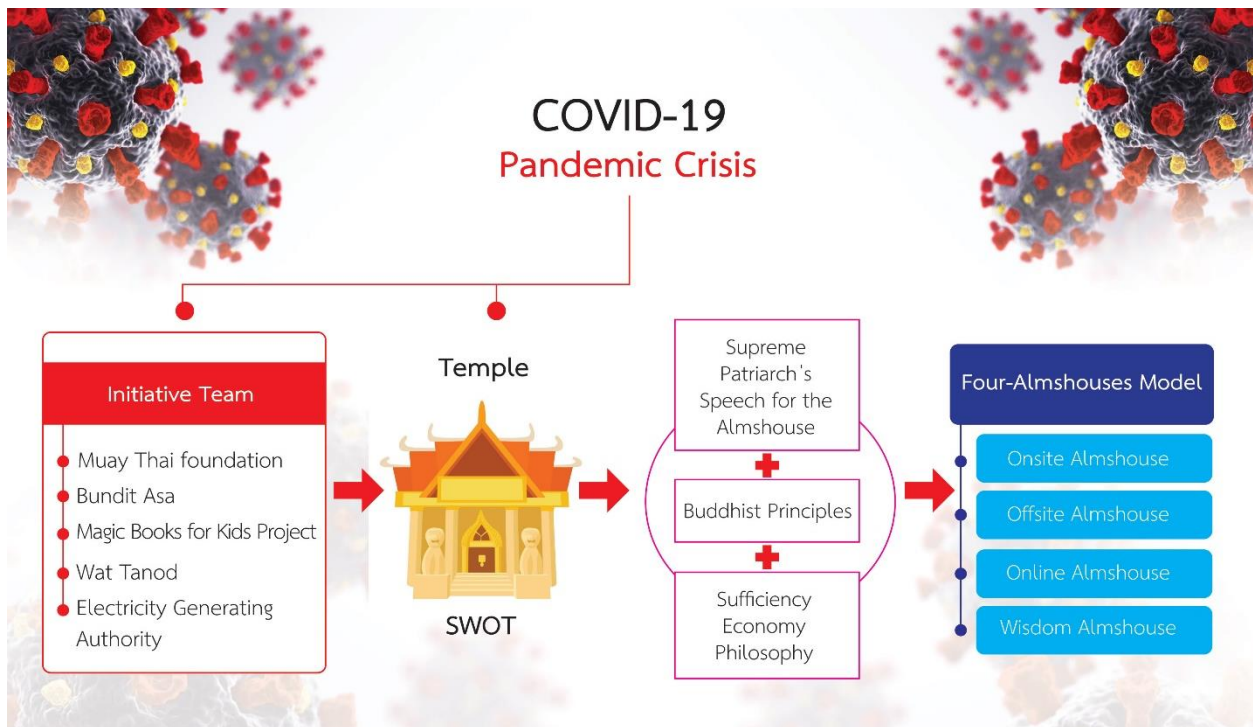 COVID-19
Pandemic Crisis
Initiative Team
Muay Thai foundation
Bundit Asa
Magic Books for Kids Project
Wat Tanod
Electricity Generating
Authority
Temple
SWOT
Supreme
Patriarch's
Speech for the
Almshouse
Buddhist Principles
Sufficiency
Economy
Philosophy
Four-Almshouses Model
Onsite Almshouse
Offsite Almshouse
Online Almshouse
Wisdom Almshouse